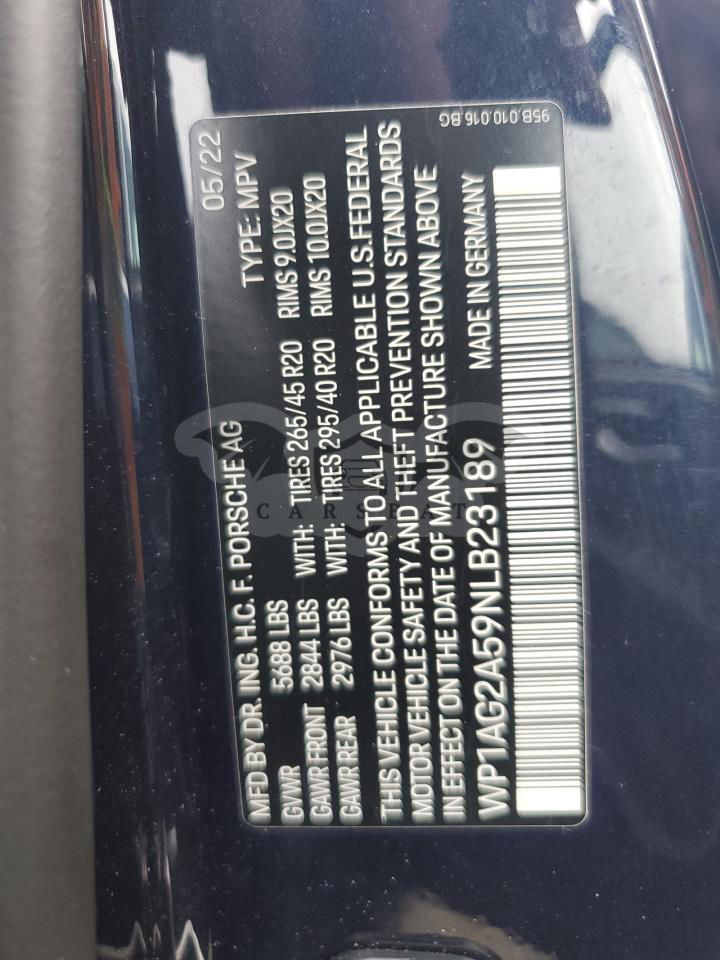 MFD BY DR. ING. H.C. F. PORSCHE AG 05/22
GVWR 5688 LBS TYPE: MPV
GAWR FRONT 2844 LBS WITH: TIRES 265/45 R20 RIMS 9.0JX20
GAWR REAR 2976 LBS WITH: TIRES 295/40 R20 RIMS 10.0JX20
THIS VEHICLE CONFORMS TO ALL APPLICABLE U.S.FEDERAL
MOTOR VEHICLE SAFETY AND THEFT PREVENTION STANDARDS
IN EFFECT ON THE DATE OF MANUFACTURE SHOWN ABOVE
WP1AG2A59NLB23189 MADE IN GERMANY
95B.010.016.BG